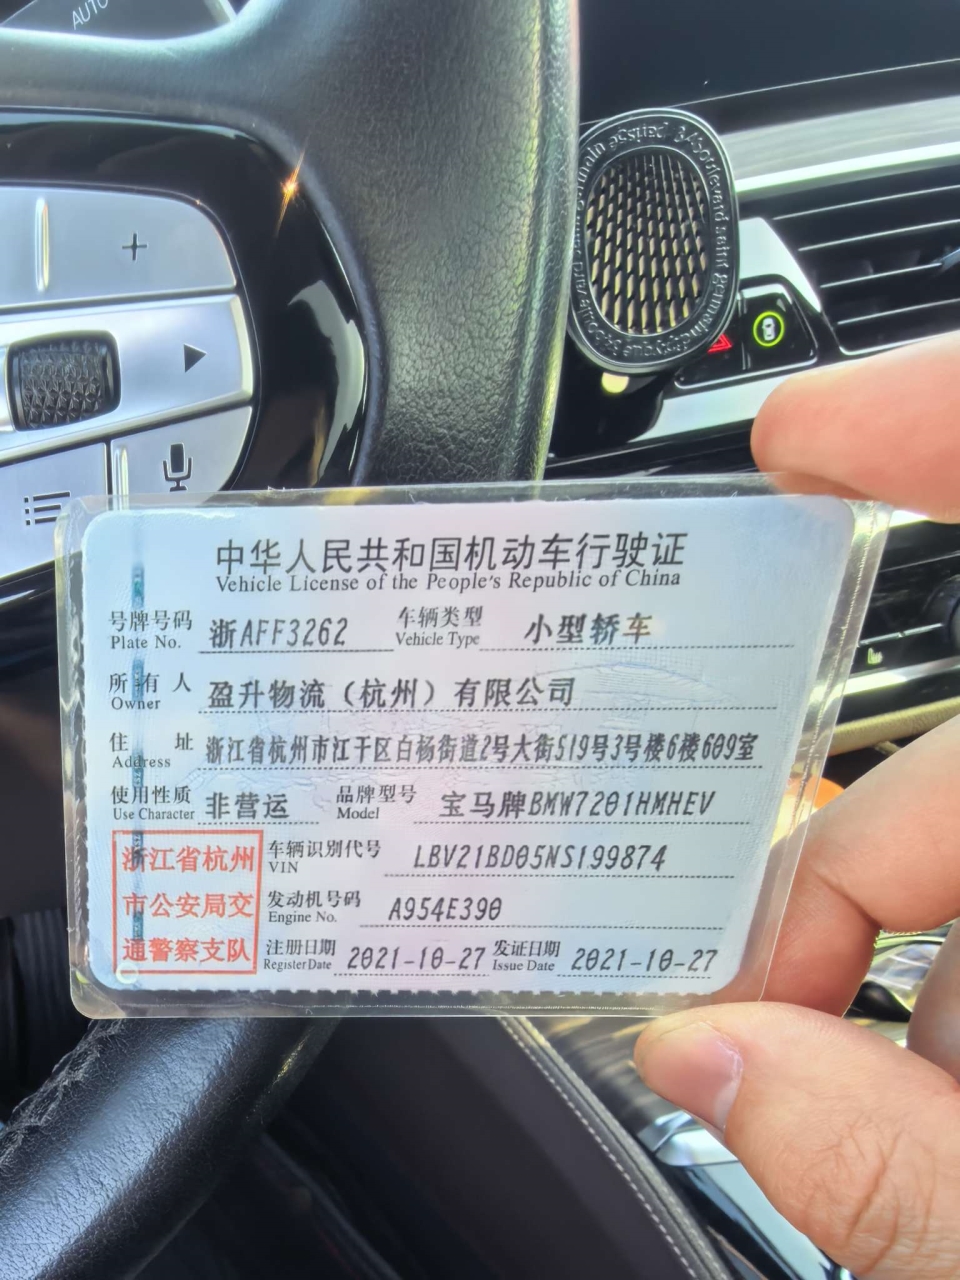 AUTO
中华人民共和国机动车行驶证
Vehicle License of the People's Republic of China
号牌号码 浙AFF3262 车辆类型 小型轿车
Plate No. Vehicle Type
所有人 盈升物流（杭州）有限公司
Owner
住址 浙江省杭州市江干区白杨街道2号大街519号3号楼6楼609室
Address
使用性质 非营运 品牌型号 宝马牌BMW7201HMHEV
Use Character Model
浙江省杭州
市公安局交
通警察支队
车辆识别代号 LBV21BD05NS199874
VIN
发动机号码 A954E390
Engine No.
注册日期 2021-10-27 发证日期 2021-10-27
Register Date Issue Date